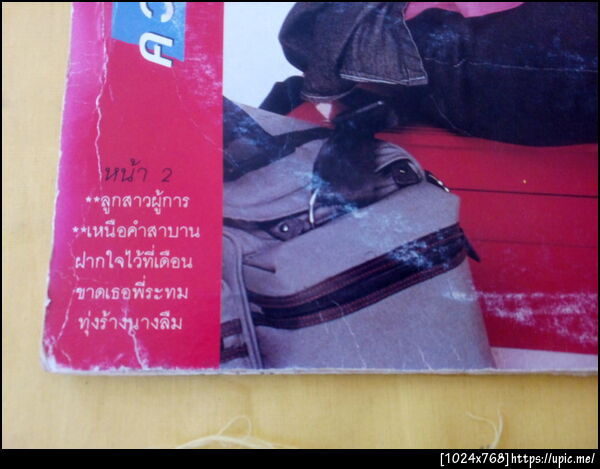 หน้า 2
**ลูกสาวผู้การ
**เหนือคำสาบาน
ฝากใจไว้ที่เดือน
ขาดเธอพี่ระทม
ทุ่งร้างนางลืม
[1024x768]https://upic.me/